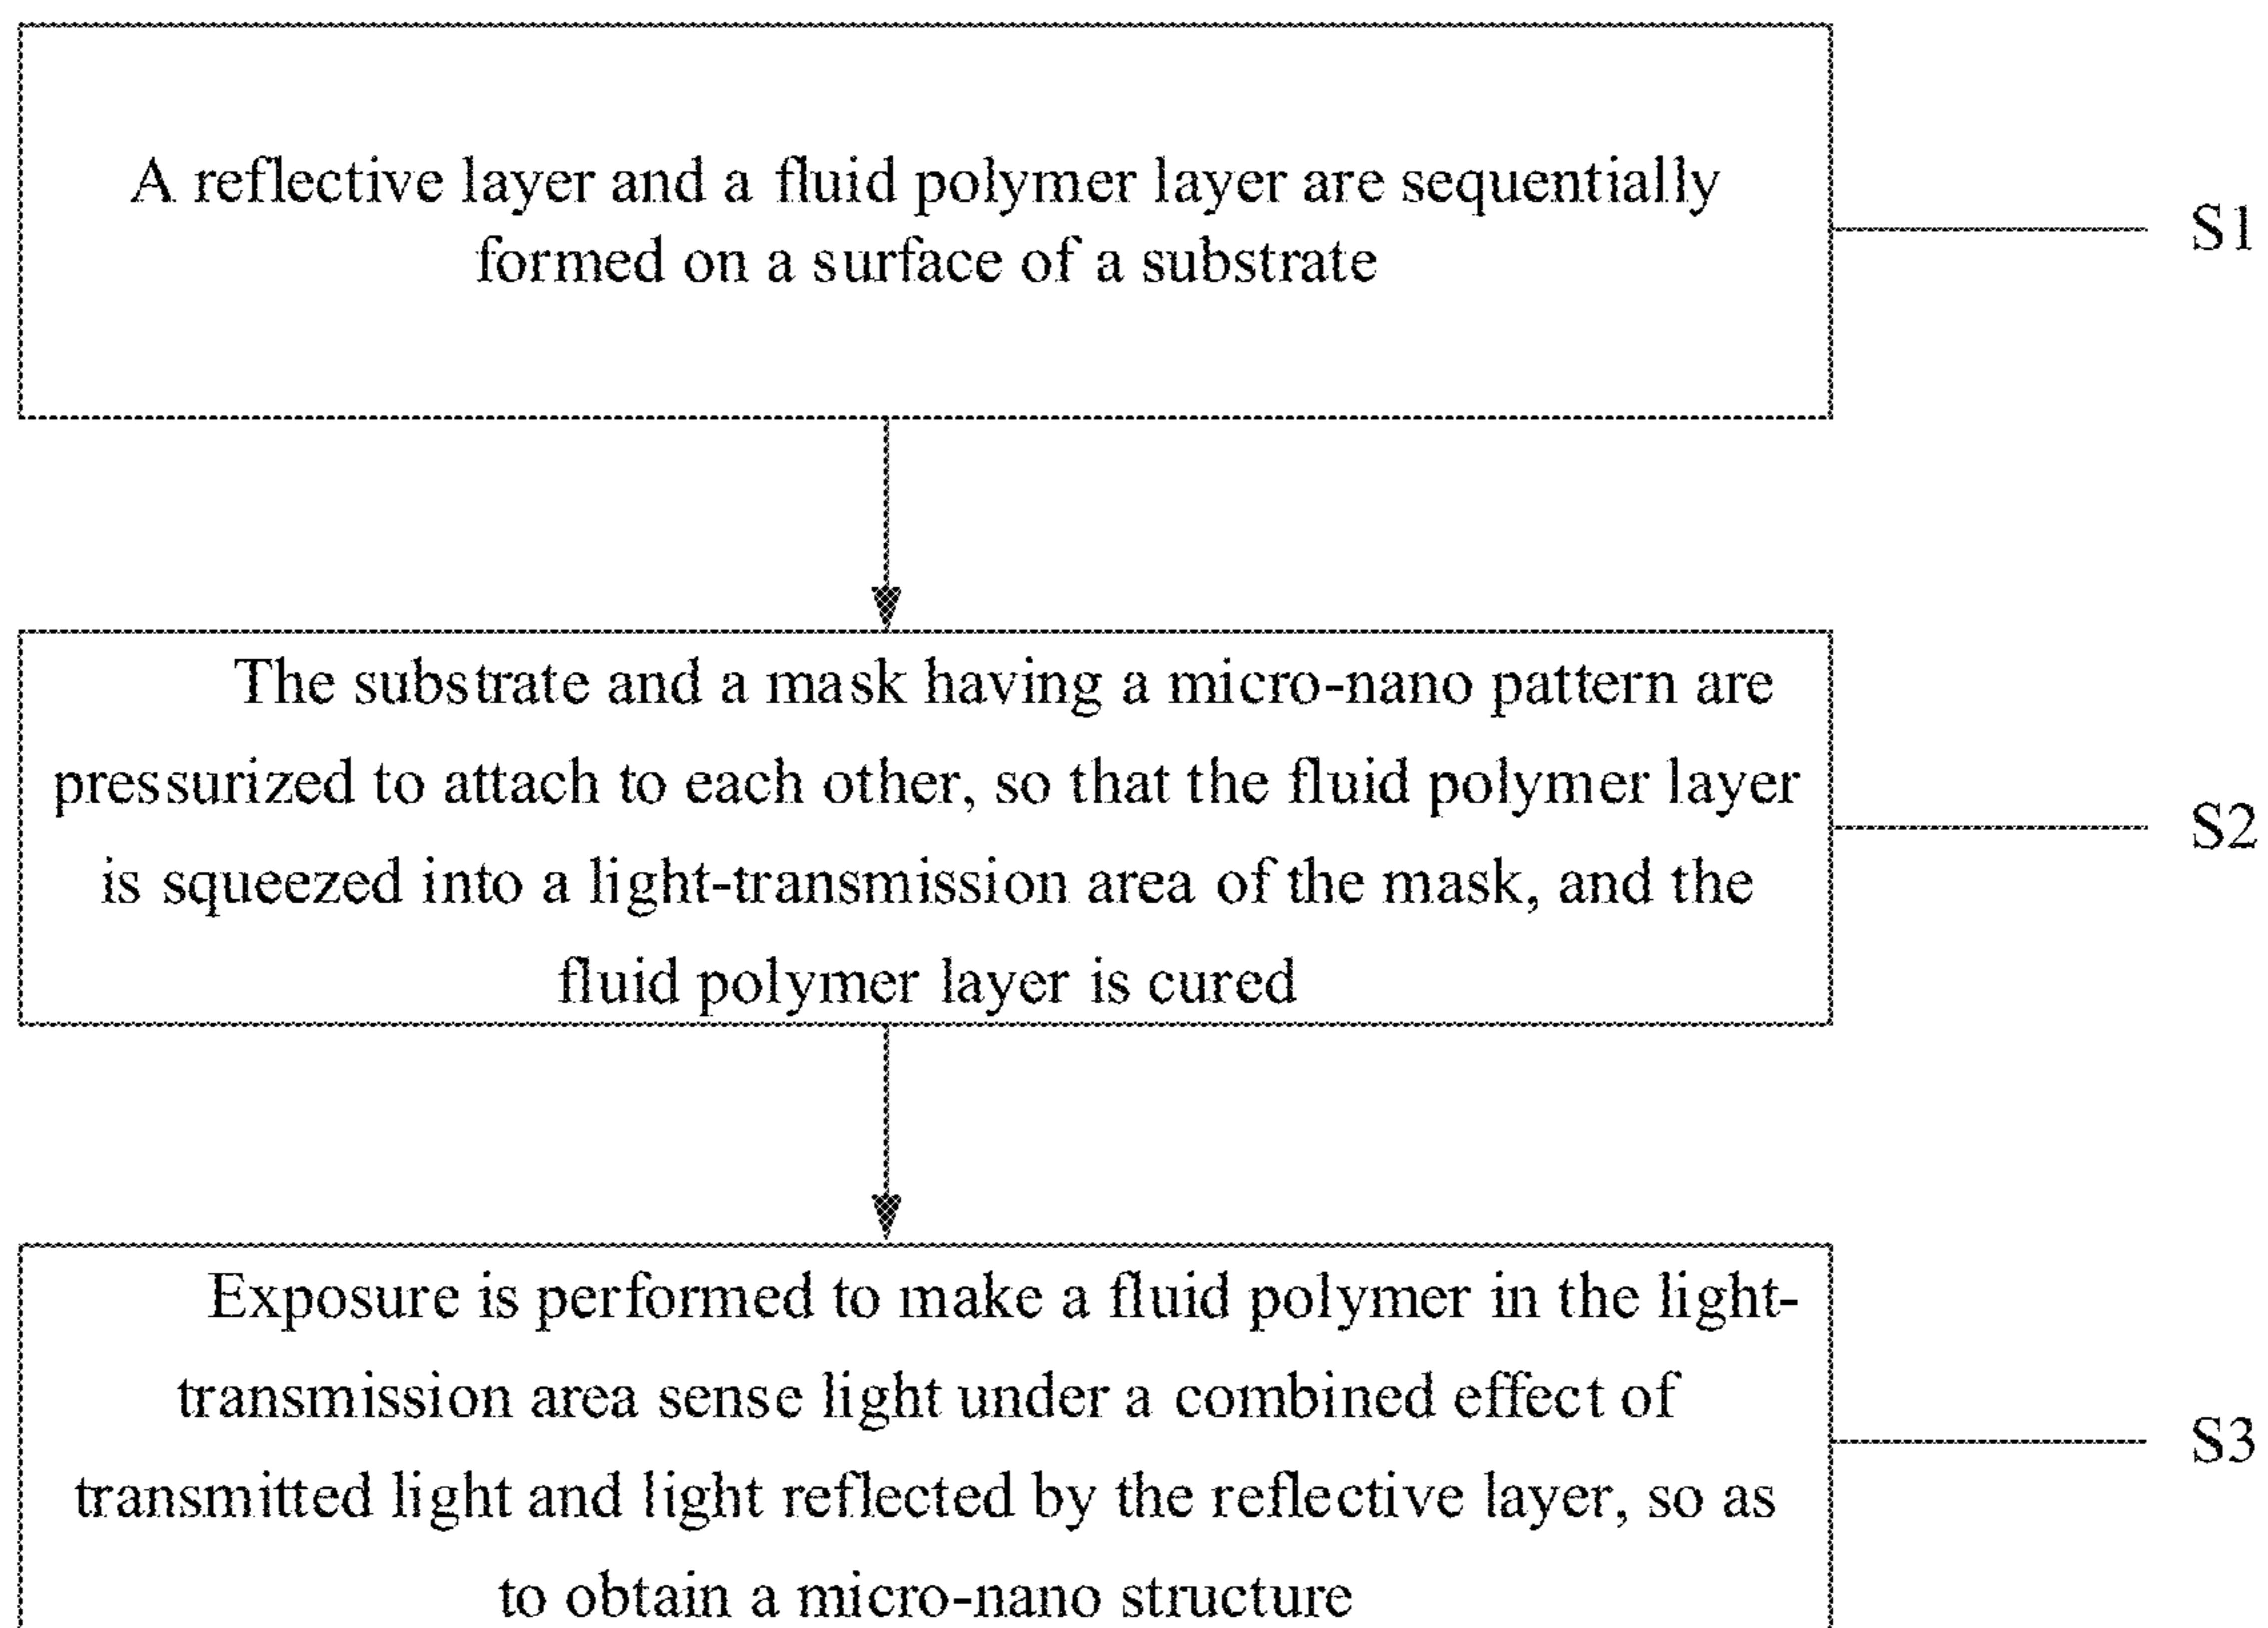 A reflective layer and a fluid polymer layer are sequentially
formed on a surface of a substrate
S1
The substrate and a mask having a micro-nano pattern are
pressurized to attach to each other, so that the fluid polymer layer
is squeezed into a light-transmission area of the mask, and the
fluid polymer layer is cured
S2
Exposure is performed to make a fluid polymer in the light-
transmission area sense light under a combined effect of
transmitted light and light reflected by the reflective layer, so as
to obtain a micro-nano structure
S3